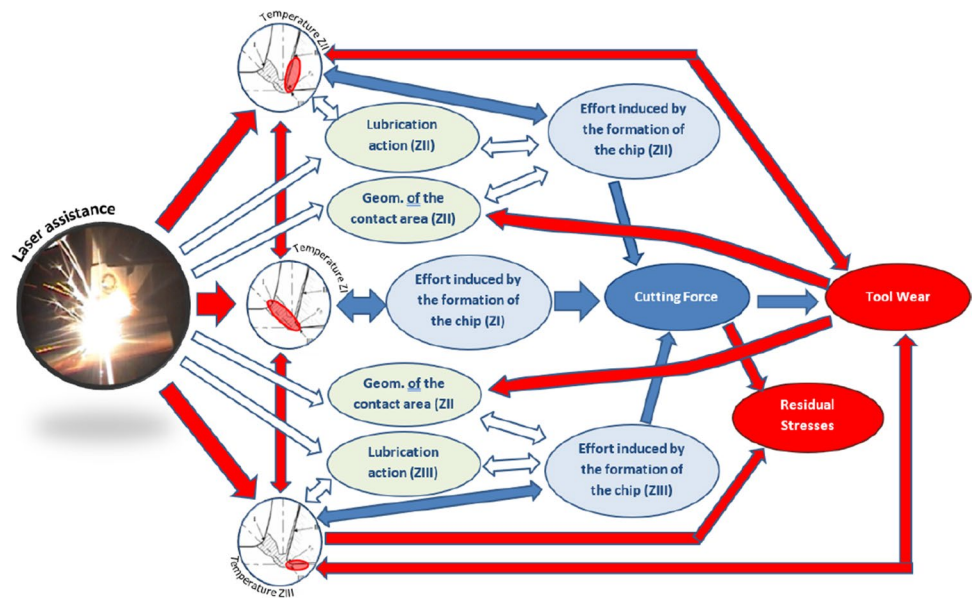 Temperature ZII
Effort induced by
the formation of
the chip (ZII)
Lubrication
action (ZII)
Geom. of the
contact area (ZII)
Laser assistance
Temperature ZI
Effort induced by
the formation of
the chip (ZI)
Cutting Force
Tool Wear
Geom. of the
contact area (ZII
Residual
Stresses
Lubrication
action (ZIII)
Effort induced by
the formation of
the chip (ZIII)
Temperature ZIII